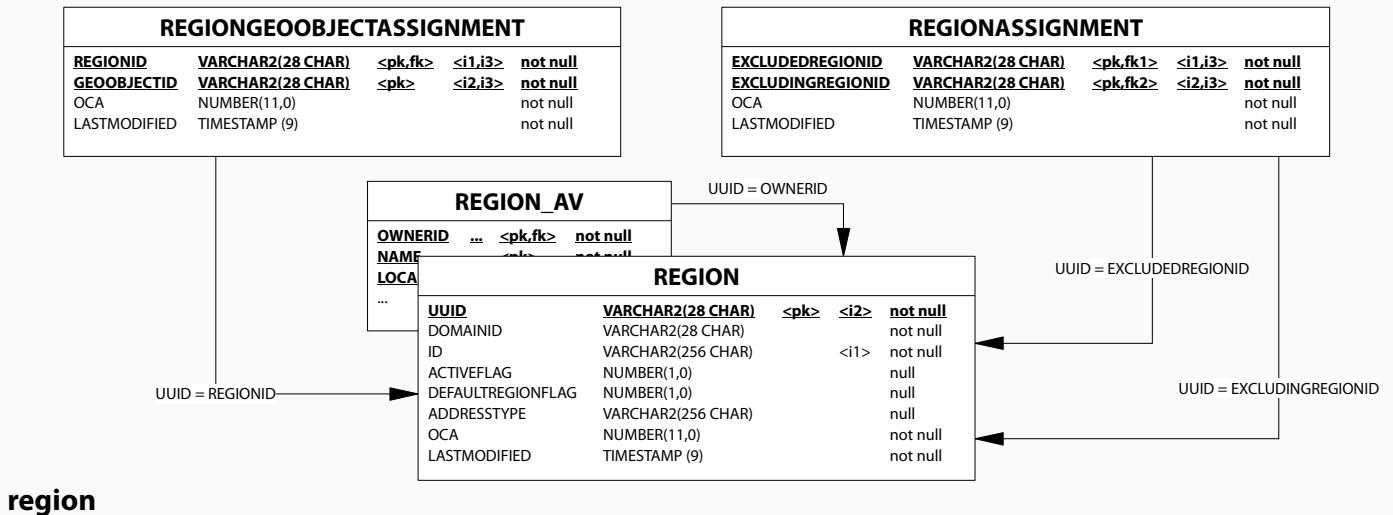 REGIONGEOOBJECTASSIGNMENT
REGIONID VARCHAR2(28 CHAR) <pk,fk> <i1,i3> not null
GEOOBJECTID VARCHAR2(28 CHAR) <pk> <i2,i3> not null
OCA NUMBER(11,0) not null
LASTMODIFIED TIMESTAMP (9) not null
REGIONASSIGNMENT
EXCLUDEDREGIONID VARCHAR2(28 CHAR) <pk,fk1> <i1,i3> not null
EXCLUDINGREGIONID VARCHAR2(28 CHAR) <pk,fk2> <i2,i3> not null
OCA NUMBER(11,0) not null
LASTMODIFIED TIMESTAMP (9) not null
REGION_AV
OWNERID ... <pk,fk> not null
NAME <pk> not null
LOCA
...
UUID = OWNERID
REGION
UUID VARCHAR2(28 CHAR) <pk> <i2> not null
DOMAINID VARCHAR2(28 CHAR) not null
ID VARCHAR2(256 CHAR) <i1> not null
ACTIVEFLAG NUMBER(1,0) null
DEFAULTREGIONFLAG NUMBER(1,0) null
ADDRESSTYPE VARCHAR2(256 CHAR) null
OCA NUMBER(11,0) not null
LASTMODIFIED TIMESTAMP (9) not null
UUID = EXCLUDEDREGIONID
UUID = REGIONID
UUID = EXCLUDINGREGIONID
region